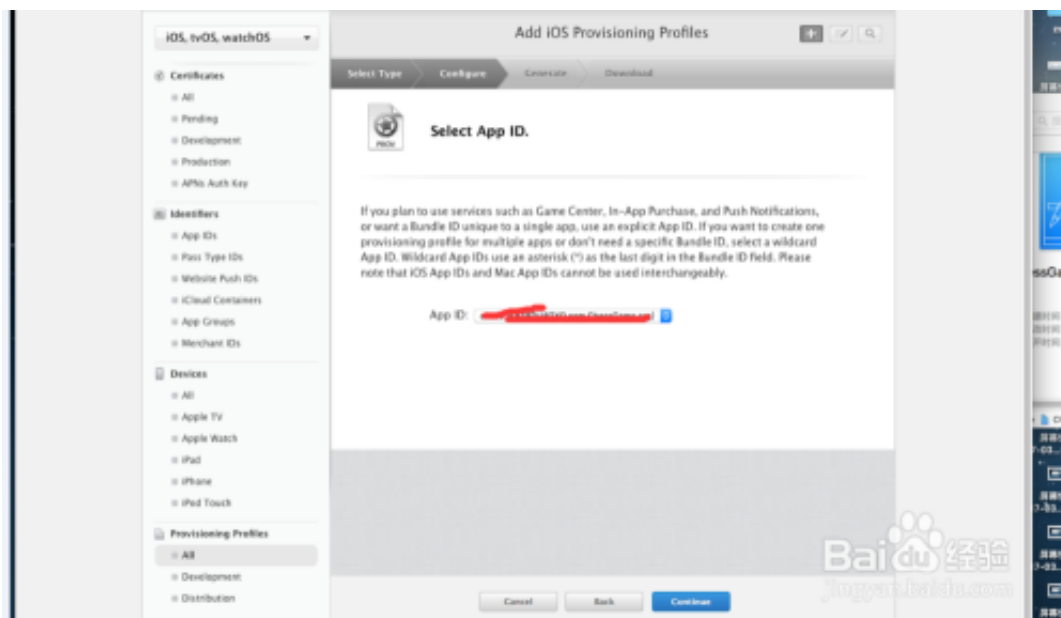 iOS, tvOS, watchOS
Add iOS Provisioning Profiles
Select Type
Configure
Generate
Download
Certificates
All
Pending
Development
Production
APNs Auth Key
Identifiers
App IDs
Pass Type IDs
Website Push IDs
iCloud Containers
App Groups
Merchant IDs
Devices
All
Apple TV
Apple Watch
iPad
iPhone
iPod Touch
Provisioning Profiles
All
Development
Distribution
PROV
Select App ID.
If you plan to use services such as Game Center, In-App Purchase, and Push Notifications,
or want a Bundle ID unique to a single app, use an explicit App ID. If you want to create one
provisioning profile for multiple apps or don't need a specific Bundle ID, select a wildcard
App ID. Wildcard App IDs use an asterisk (*) as the last digit in the Bundle ID field. Please
note that iOS App IDs and Mac App IDs cannot be used interchangeably.
App ID:
Cancel
Back
Continue
Baidu经验
jingyan.baidu.com